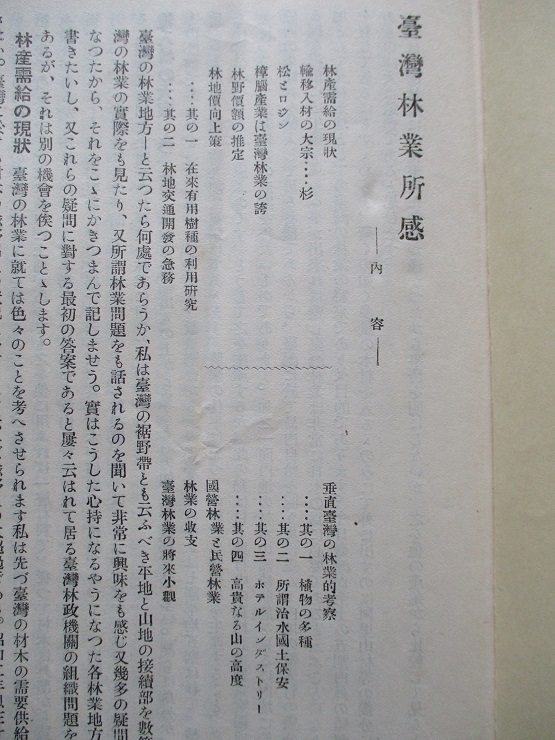 臺灣林業所感
――內容――
林産需給の現狀
輸移入材の大宗‥‥杉
松とロジン
樟腦産業は臺灣林業の誇
林野價額の推定
林地價向上策
‥‥其の一 在來有用樹種の利用硏究
‥‥其の二 林地交通開發の急務
垂直臺灣の林業的考察
‥‥其の一 植物の多種
‥‥其の二 所謂治水國土保安
‥‥其の三 ホテルインダストリー
‥‥其の四 高貴なる山の高度
國營林業と民營林業
林業の收支
臺灣林業の將來小觀
臺灣の林業地方―と云つたら何處であらうか、私は臺灣の裾野帶とも云ふべき平地と山地の接續部を數
灣の林業の實際をも見たり、又所謂林業問題をも話されるのを聞いて非常に興味をも感じ又幾多の疑問
なつたから、それをこゝにかきつまんで記しませう。實はこうした心持になるやうになつた各林業地方
書きたいし、又これらの疑問に對する最初の答案であると屢々云はれて居る臺灣林政機關の組織問題を
あるが、それは別の機會を俟つことゝします。
林産需給の現狀 臺灣の林業に就ては色々のことを考へさせられます私は先づ臺灣の材木の需要供給